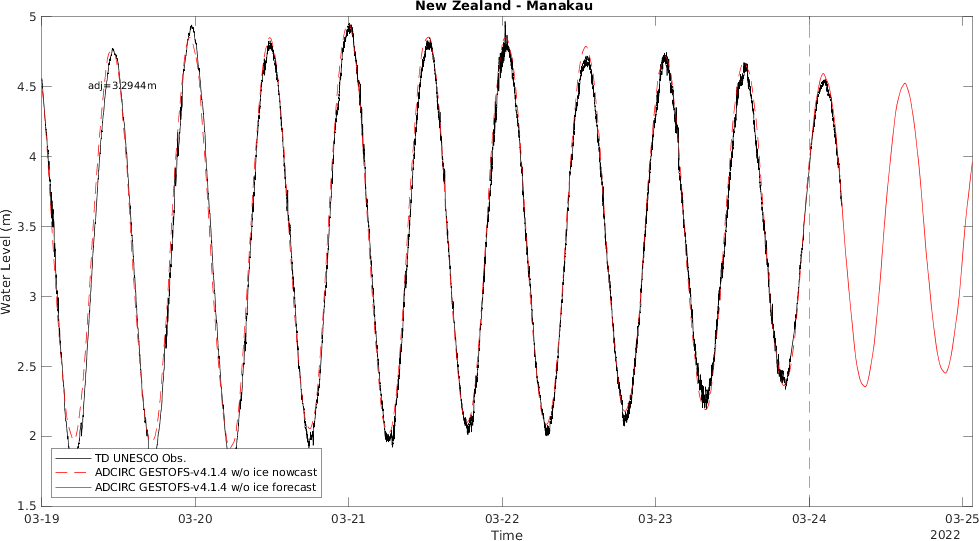 New Zealand - Manakau
5
4.5
4
3.5
3
2.5
2
1.5
Water Level (m)
adj=3.2944m
TD UNESCO Obs.
ADCIRC GESTOFS-v4.1.4 w/o ice nowcast
ADCIRC GESTOFS-v4.1.4 w/o ice forecast
03-19
03-20
03-21
03-22
03-23
03-24
03-25
Time
2022